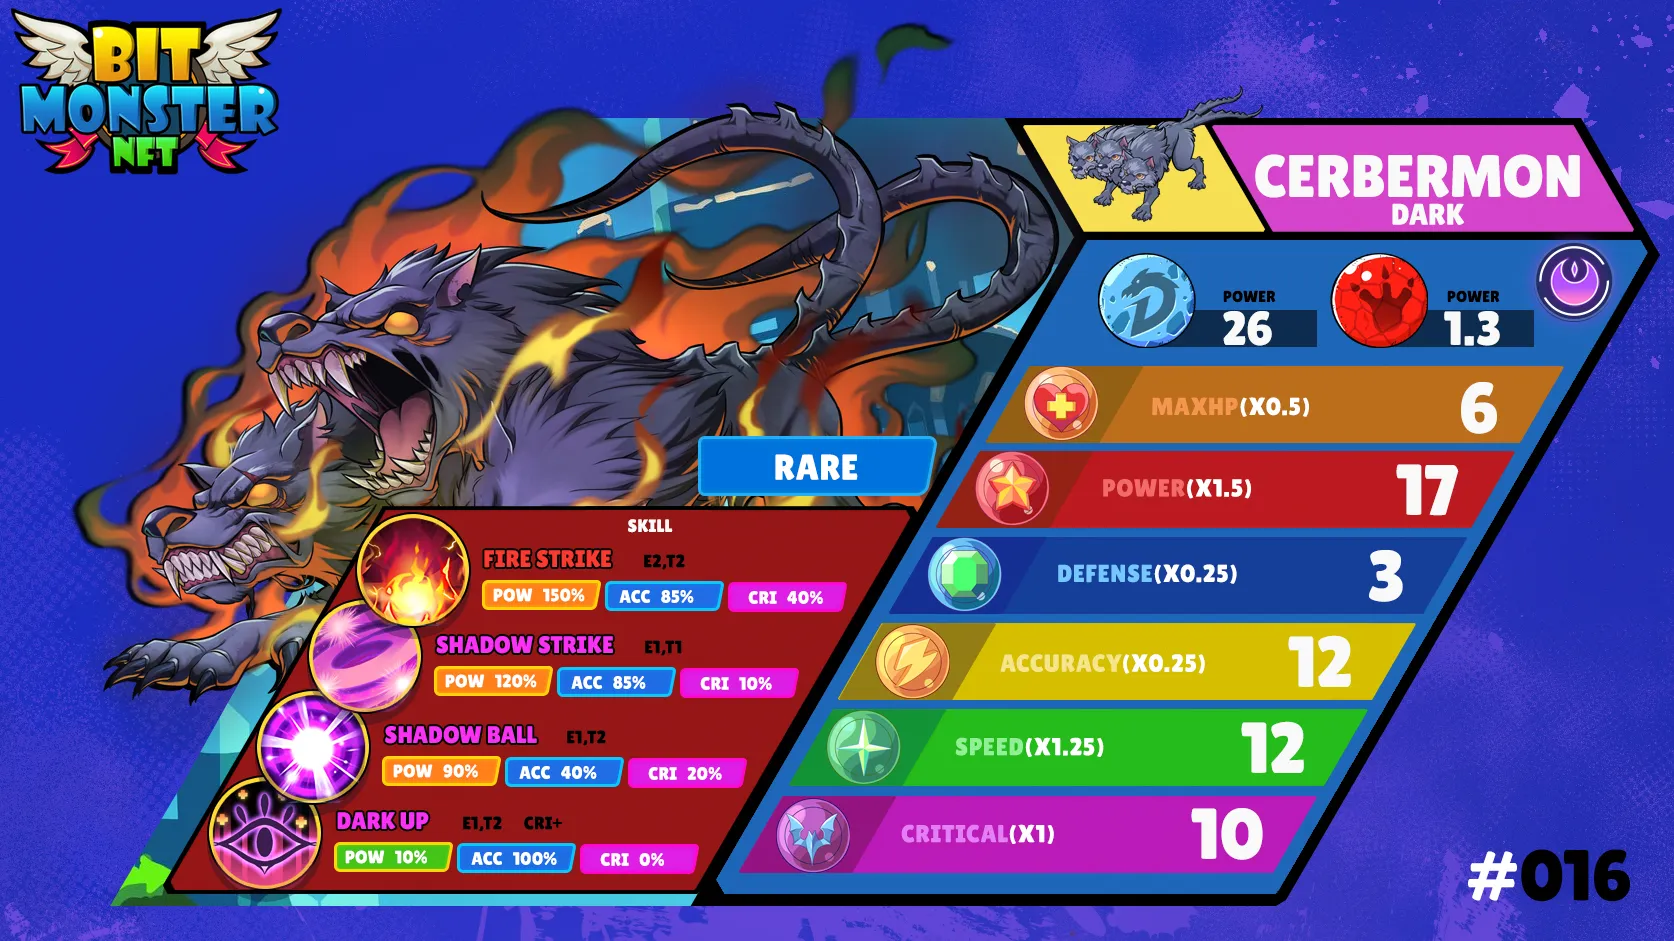 BIT
MONSTER
NFT
CERBERMON
DARK
POWER
26
POWER
1.3
MAXHP(X0.5) 6
POWER(X1.5) 17
DEFENSE(X0.25) 3
ACCURACY(X0.25) 12
SPEED(X1.25) 12
CRITICAL(X1) 10
RARE
SKILL
FIRE STRIKE E2,T2
POW 150% ACC 85% CRI 40%
SHADOW STRIKE E1,T1
POW 120% ACC 85% CRI 10%
SHADOW BALL E1,T2
POW 90% ACC 40% CRI 20%
DARK UP E1,T2 CRI+
POW 10% ACC 100% CRI 0%
#016